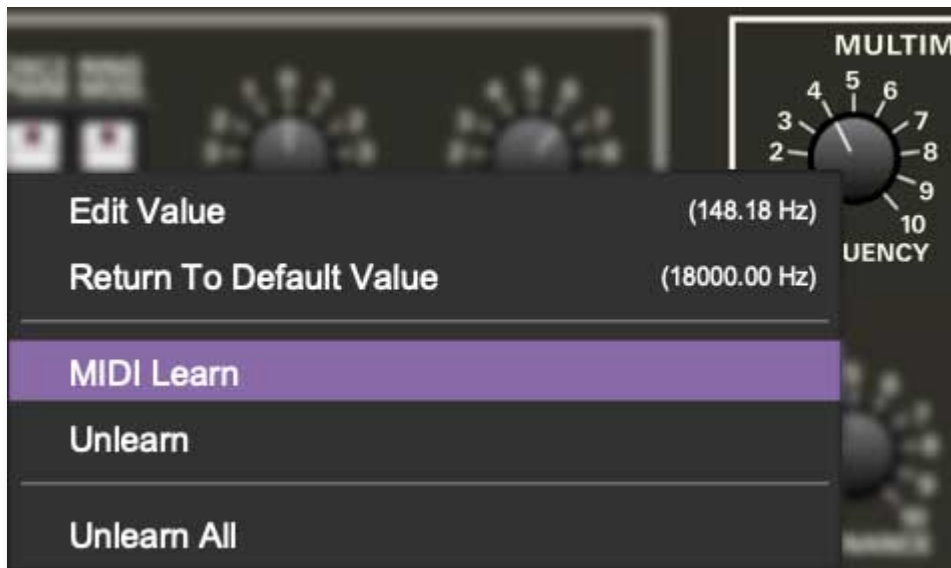 MULTIM
4 5 6
3 7
2 8
9
10
UENCY
Edit Value (148.18 Hz)
Return To Default Value (18000.00 Hz)
MIDI Learn
Unlearn
Unlearn All